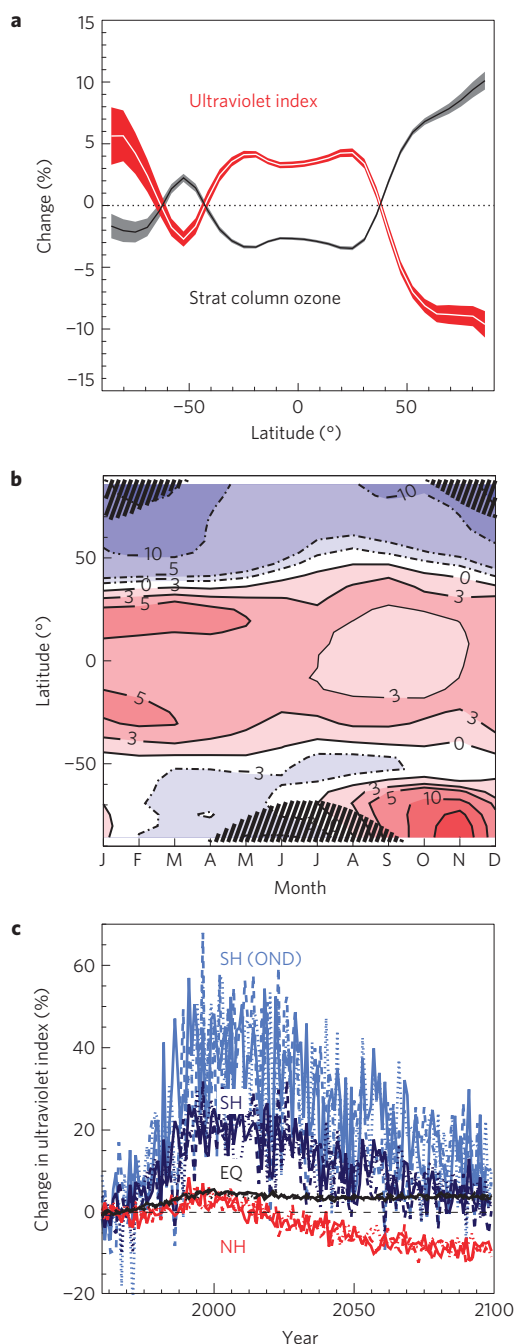 a
15
10
5
0
−5
−10
−15
Change (%)
Ultraviolet index
Strat column ozone
−50 0 50
Latitude (°)
b
50
0
−50
Latitude (°)
10
10
5
0
3
3
5
0
3
5
3
3
3
0
3
3
5
10
J F M A M J J A S O N D
Month
c
60
40
20
0
−20
Change in ultraviolet index (%)
SH (OND)
SH
EQ
NH
2000 2050 2100
Year